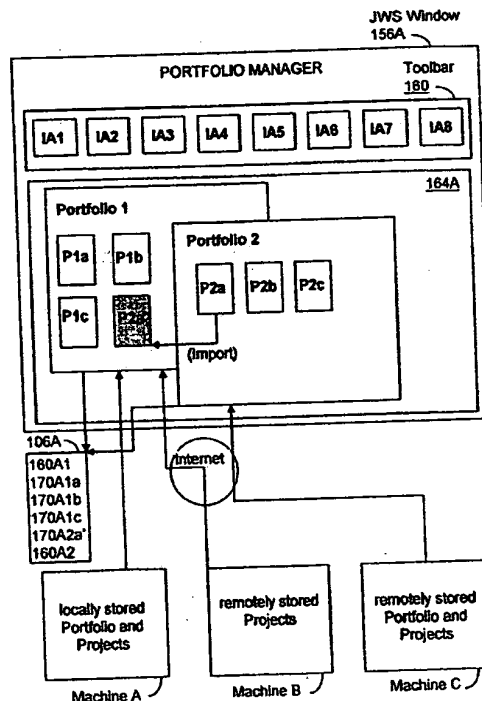 JWS Window
156A
PORTFOLIO MANAGER
Toolbar
160
IA1 IA2 IA3 IA4 IA5 IA6 IA7 IA8
164A
Portfolio 1
P1a P1b
P1c
Portfolio 2
P2a P2b P2c
(import)
106A
160A1
170A1a
170A1b
170A1c
170A2a'
160A2
Internet
locally stored
Portfolio and
Projects
remotely stored
Projects
remotely stored
Portfolio and
Projects
Machine A
Machine B
Machine C